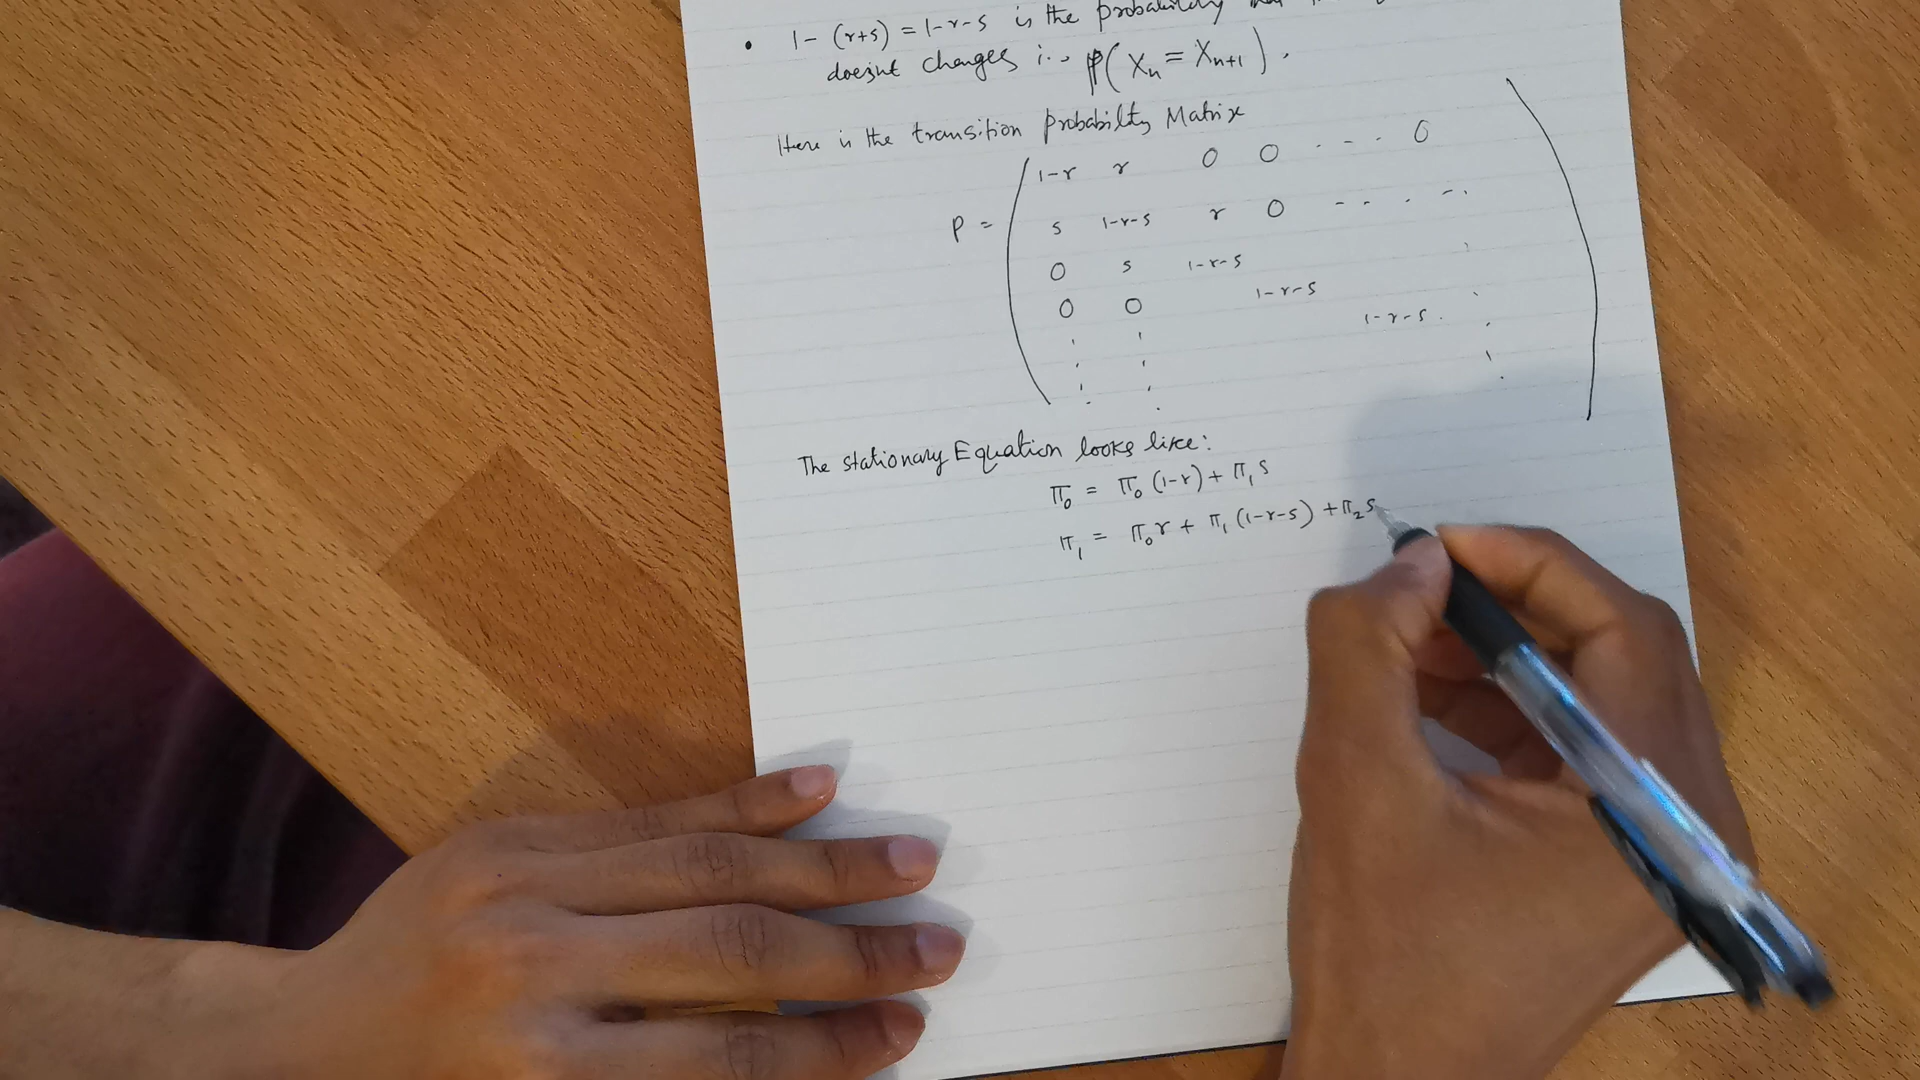 • 1 - (r+s) = 1-r-s is the probability
doesnt changes i.e P(Xn = Xn+1).
Here is the transition probability Matrix
1-r r 0 0 . - - . 0
P = s 1-r-s r 0 - - . - .
0 s 1-r-s
0 0 1-r-s
1-r-s .
The stationary Equation looks like:
π0 = π0 (1-r) + π1 s
π1 = π0 r + π1 (1-r-s) + π2 s